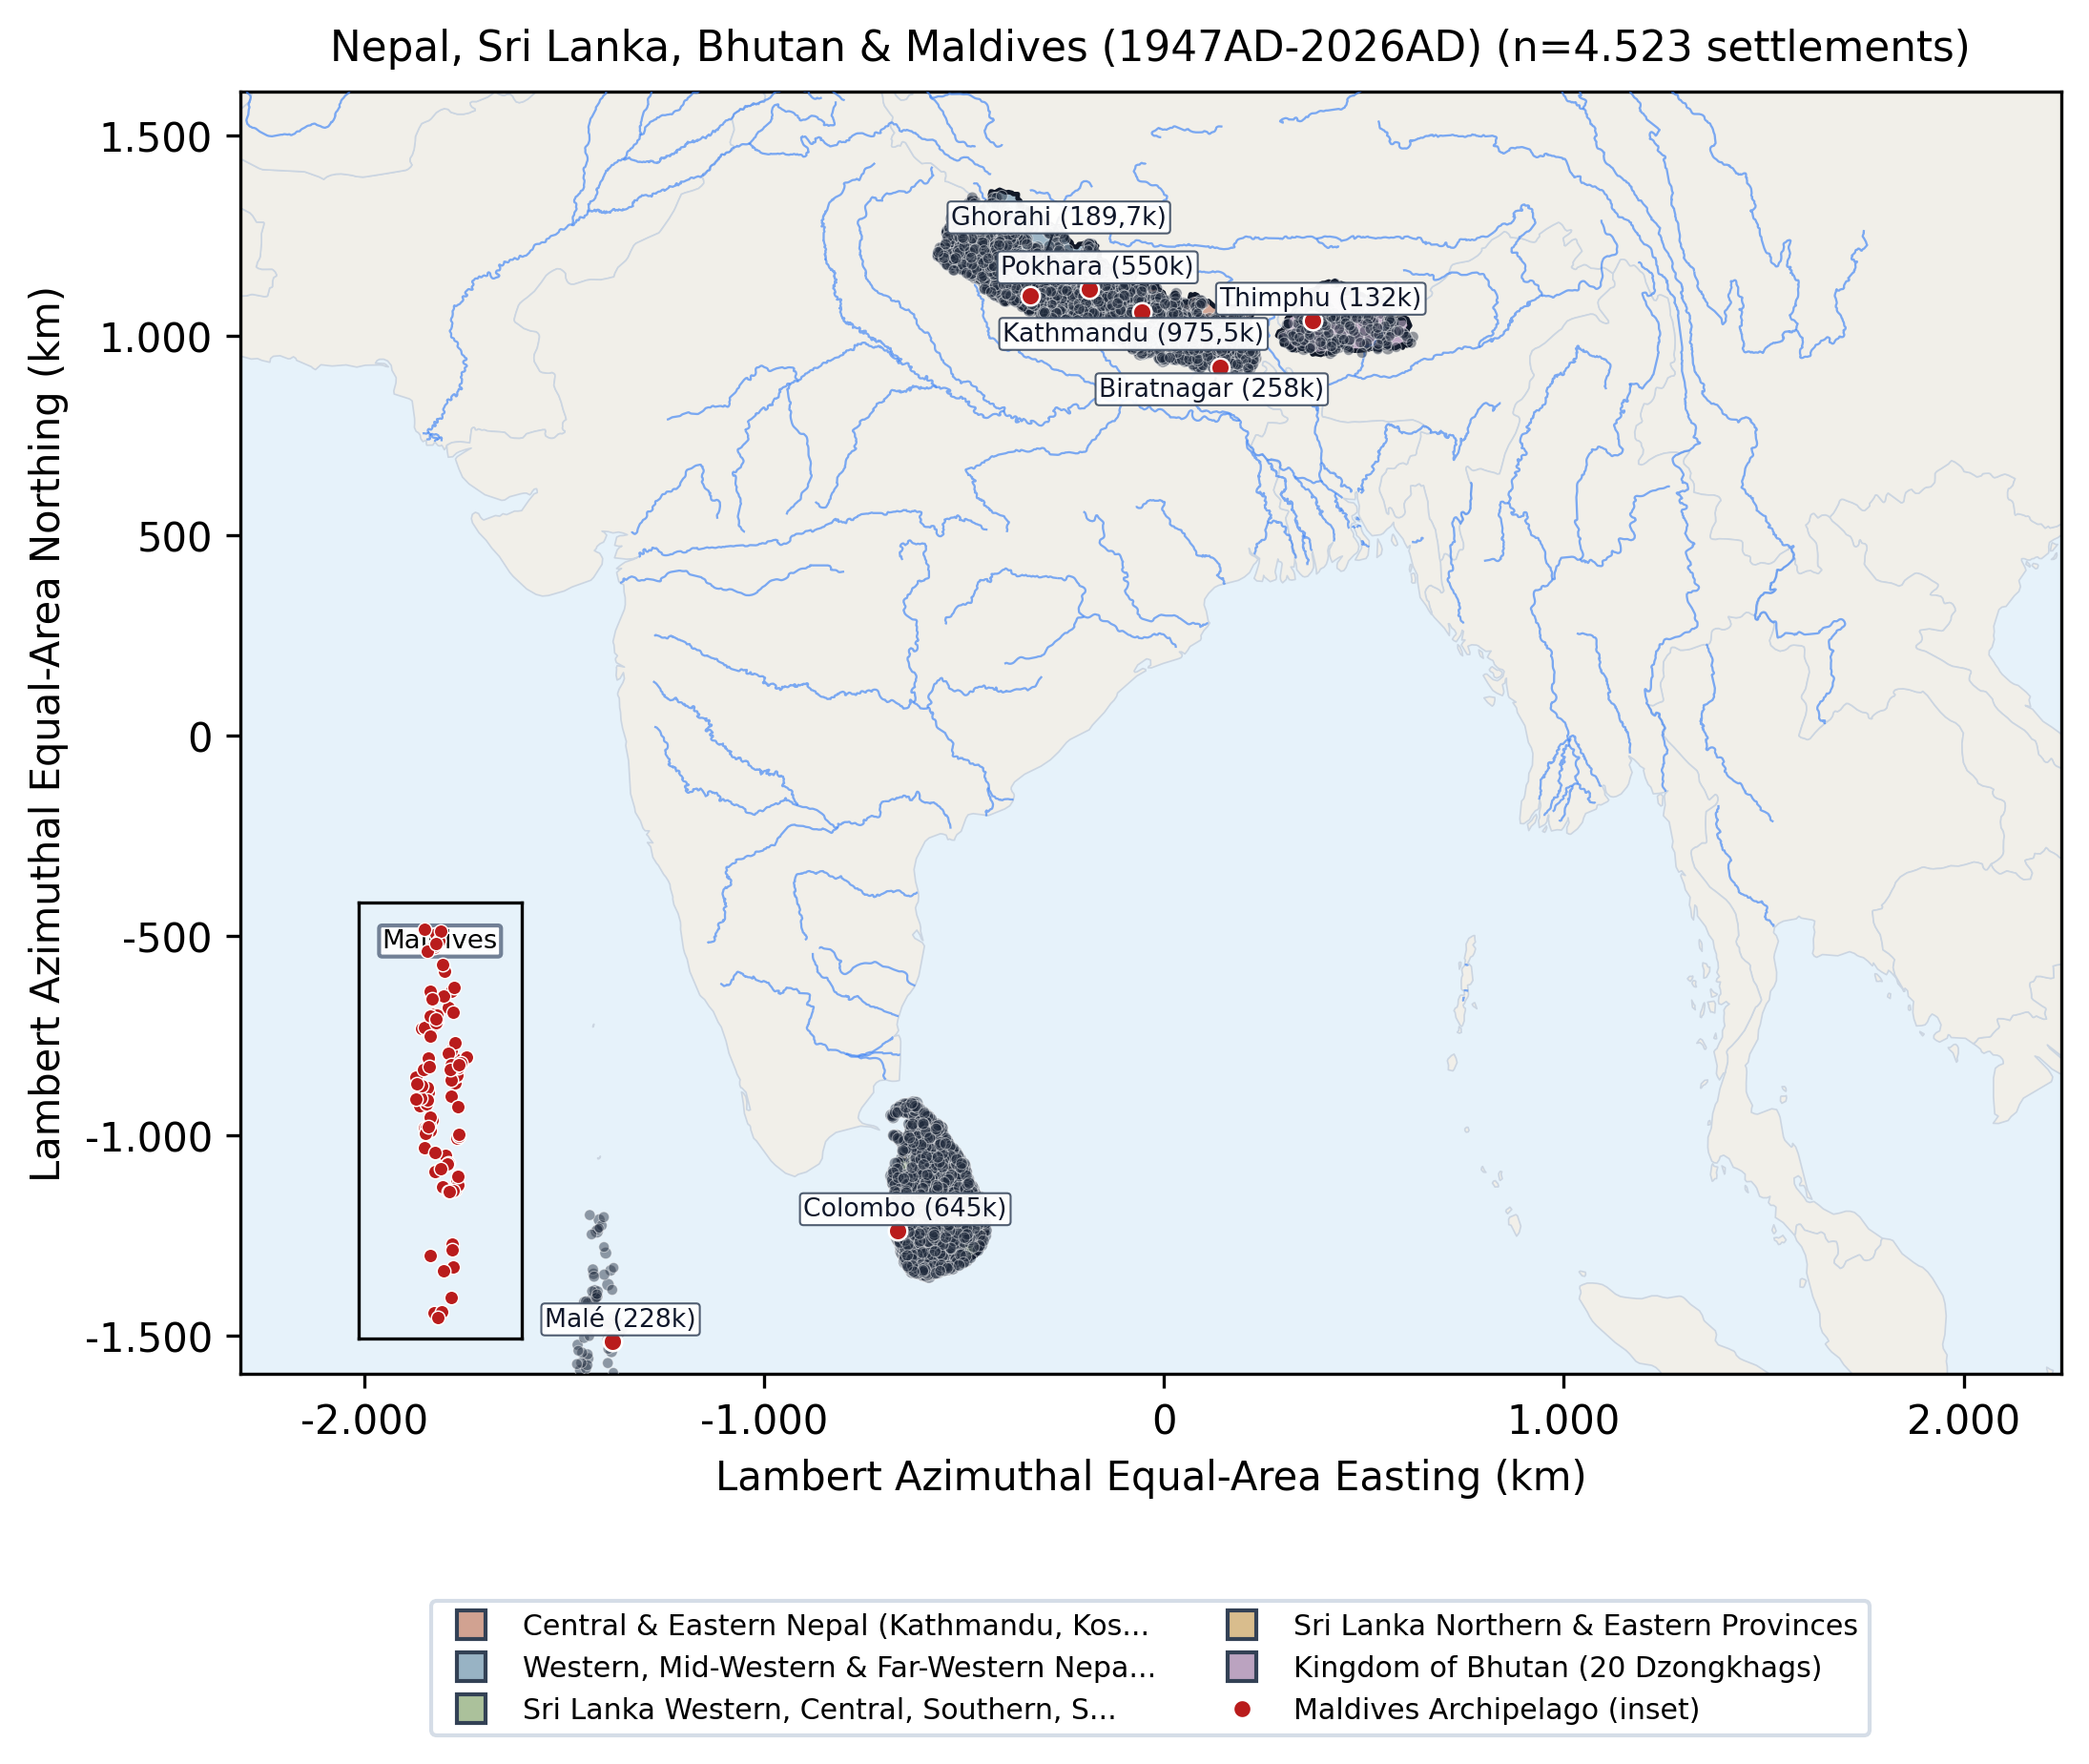 Nepal, Sri Lanka, Bhutan & Maldives (1947AD-2026AD) (n=4.523 settlements)
Lambert Azimuthal Equal-Area Northing (km)
1.500
1.000
500
0
-500
-1.000
-1.500
Ghorahi (189,7k)
Pokhara (550k)
Thimphu (132k)
Kathmandu (975,5k)
Biratnagar (258k)
Maldives
Colombo (645k)
Malé (228k)
-2.000
-1.000
0
1.000
2.000
Lambert Azimuthal Equal-Area Easting (km)
Central & Eastern Nepal (Kathmandu, Kos...
Western, Mid-Western & Far-Western Nepa...
Sri Lanka Western, Central, Southern, S...
Sri Lanka Northern & Eastern Provinces
Kingdom of Bhutan (20 Dzongkhags)
Maldives Archipelago (inset)